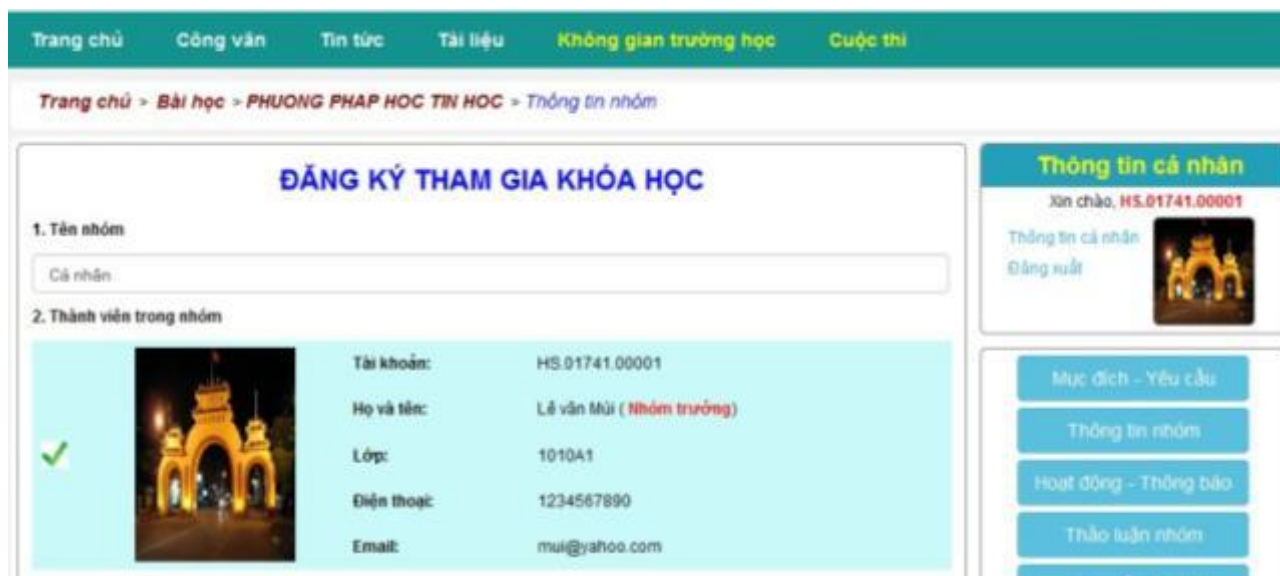 Trang chủ Công văn Tin tức Tài liệu Không gian trường học Cuộc thi
Trang chủ » Bài học » PHUONG PHAP HOC TIN HOC » Thông tin nhóm
ĐĂNG KÝ THAM GIA KHÓA HỌC
1. Tên nhóm
Cá nhân
2. Thành viên trong nhóm
Tài khoản: HS.01741.00001
Họ và tên: Lê văn Mùi ( Nhóm trưởng)
Lớp: 1010A1
Điện thoại: 1234567890
Email: mui@yahoo.com
Thông tin cá nhân
Xin chào, HS.01741.00001
Thông tin cá nhân
Đăng xuất
Mục đích - Yêu cầu
Thông tin nhóm
Hoạt động - Thông báo
Thảo luận nhóm